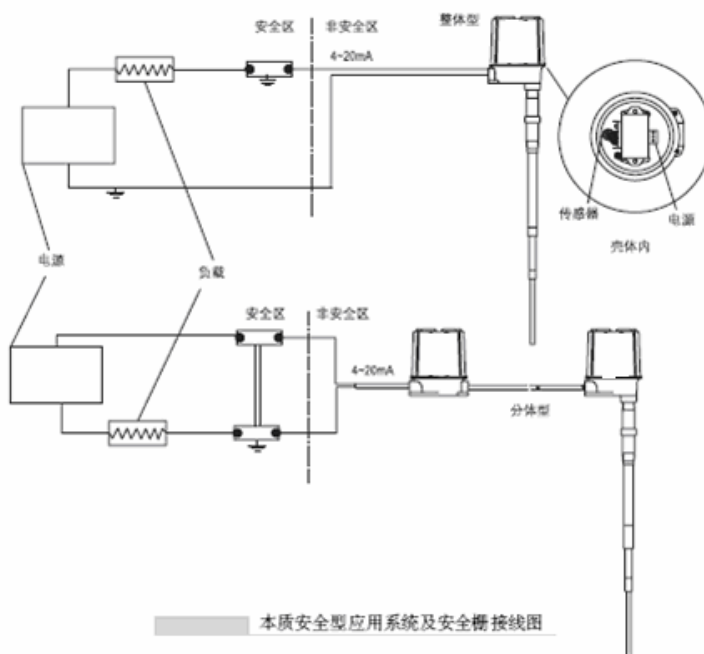 整体型
安全区
非安全区
4~20mA
传感器
电源
壳体内
电源
负载
安全区
非安全区
4~20mA
分体型
本质安全型应用系统及安全栅接线图